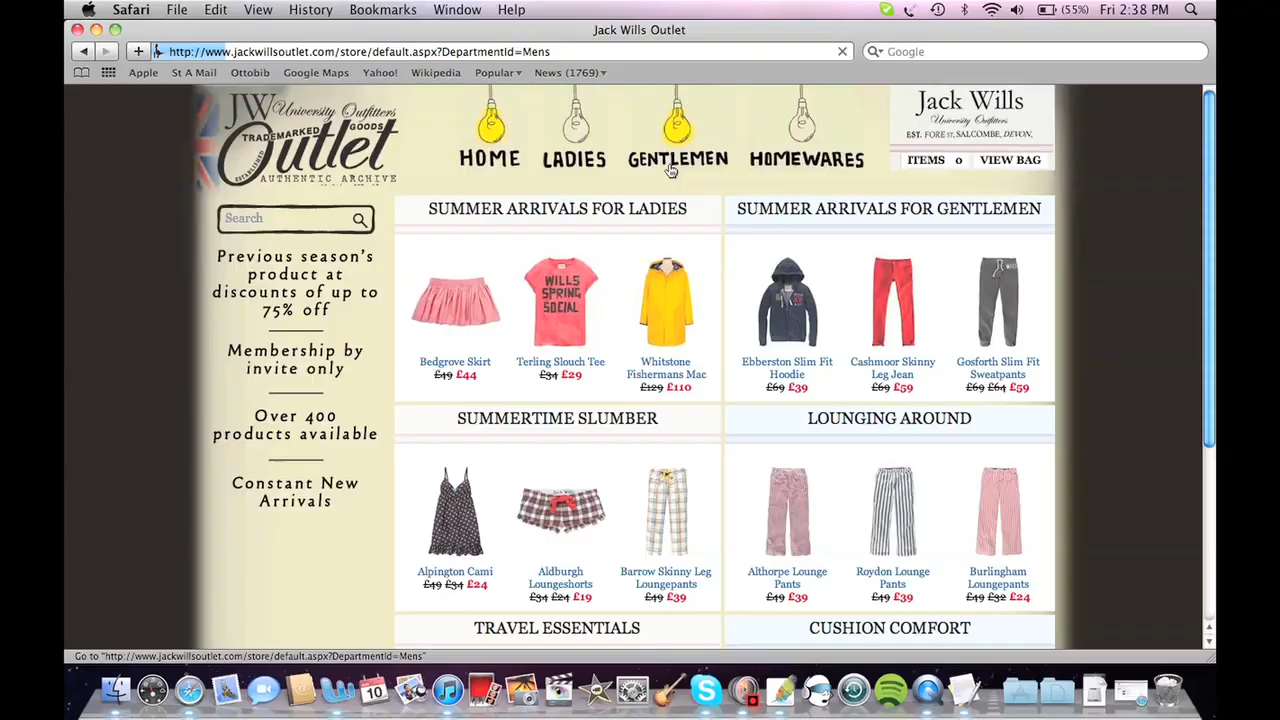 Safari File Edit View History Bookmarks Window Help (55%) Fri 2:38 PM
Jack Wills Outlet
http://www.jackwillsoutlet.com/store/default.aspx?DepartmentId=Mens Google
Apple St A Mail Ottobib Google Maps Yahoo! Wikipedia Popular News (1769)
JW University Outfitters
TRADEMARKED GOODS
Outlet
ESTABLISHED
AUTHENTIC ARCHIVE
HOME LADIES GENTLEMEN HOMEWARES
Jack Wills
University Outfitters
EST. FORE ST, SALCOMBE, DEVON,
ITEMS 0 VIEW BAG
Search
Previous season's
product at
discounts of up to
75% off
Membership by
invite only
Over 400
products available
Constant New
Arrivals
SUMMER ARRIVALS FOR LADIES SUMMER ARRIVALS FOR GENTLEMEN
WILLS
SPRING
SOCIAL
WILLS
Bedgrove Skirt
£49 £44
Terling Slouch Tee
£34 £29
Whitstone
Fishermans Mac
£129 £110
Ebberston Slim Fit
Hoodie
£69 £39
Cashmoor Skinny
Leg Jean
£69 £59
Gosforth Slim Fit
Sweatpants
£69 £64 £59
SUMMERTIME SLUMBER LOUNGING AROUND
Jack Wills
Alpington Cami
£49 £34 £24
Aldburgh
Loungeshorts
£34 £24 £19
Barrow Skinny Leg
Loungepants
£49 £39
Althorpe Lounge
Pants
£49 £39
Roydon Lounge
Pants
£49 £39
Burlingham
Loungepants
£49 £32 £24
TRAVEL ESSENTIALS CUSHION COMFORT
Go to "http://www.jackwillsoutlet.com/store/default.aspx?DepartmentId=Mens"
10